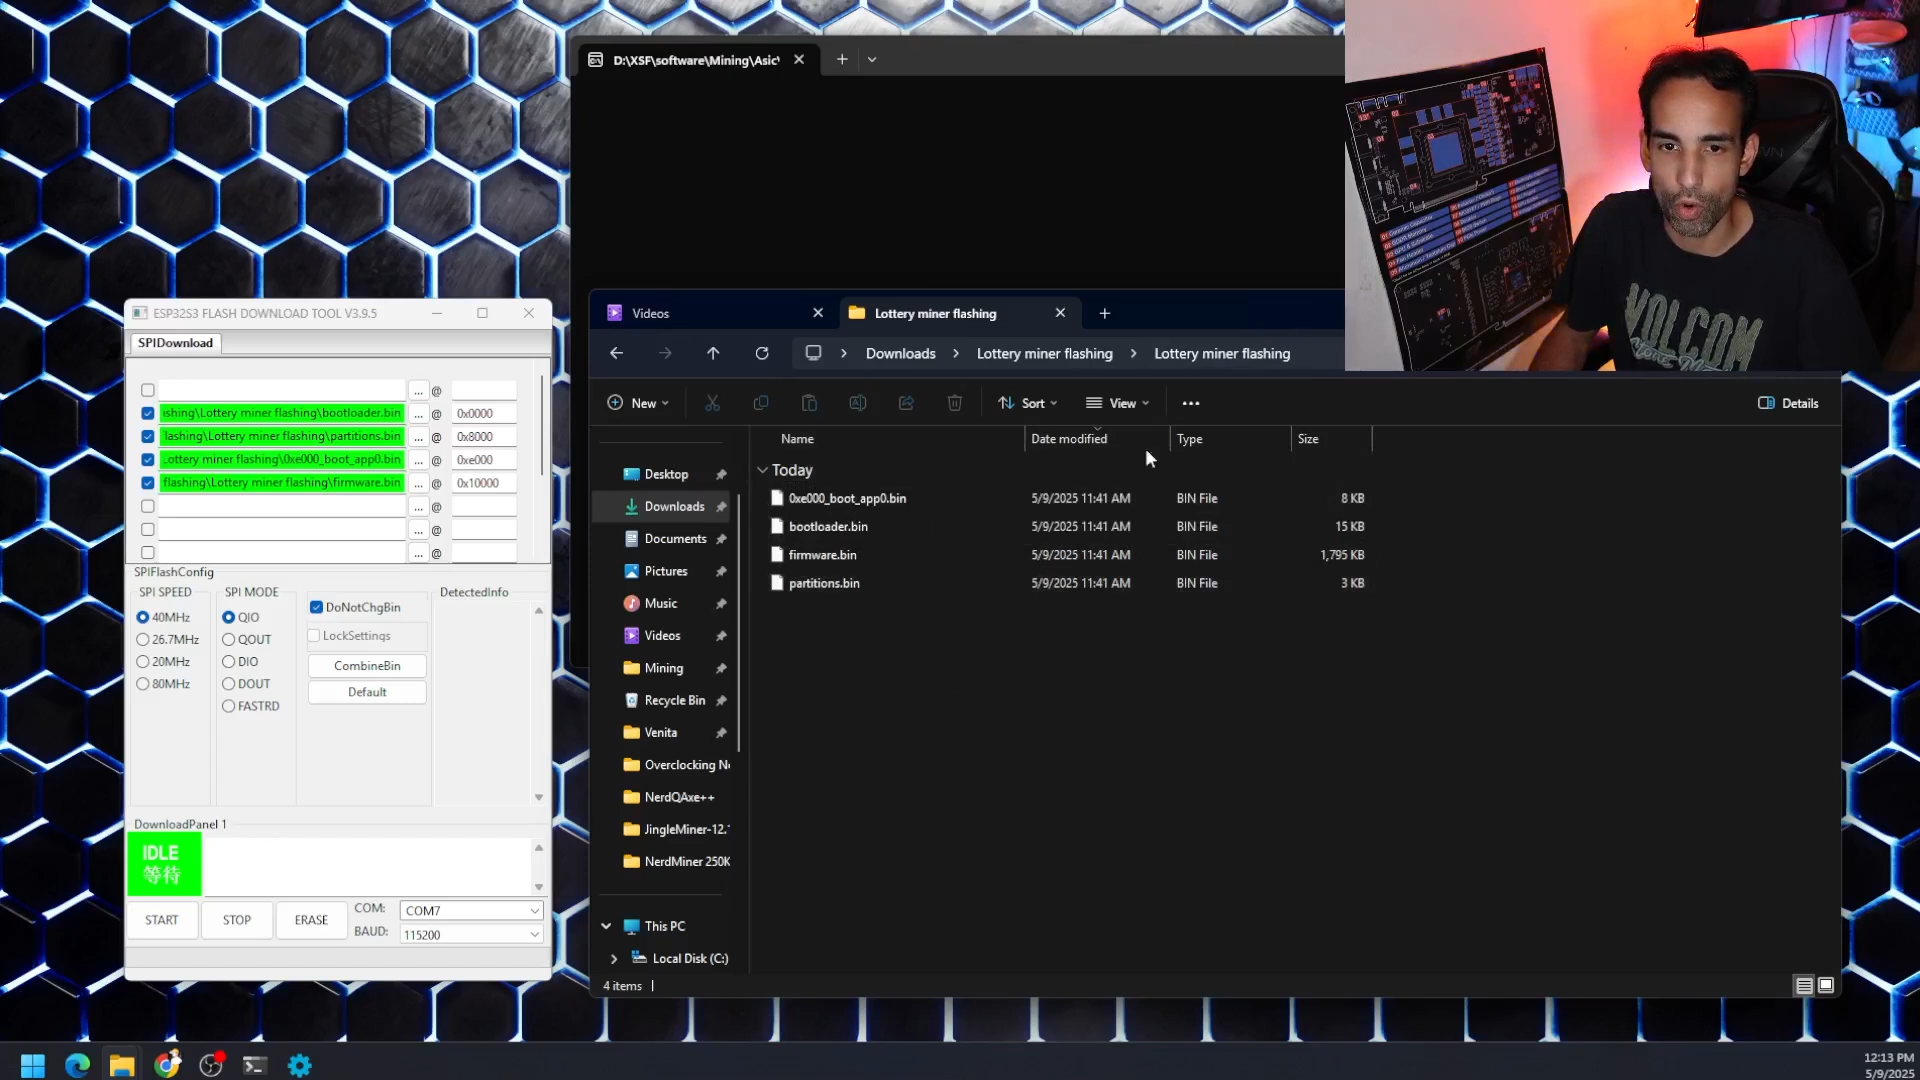 D:\XSF\software\Mining\Asic\
ESP32S3 FLASH DOWNLOAD TOOL V3.9.5
SPIDownload
... @
ishing\Lottery miner flashing\bootloader.bin ... @ 0x0000
lashing\Lottery miner flashing\partitions.bin ... @ 0x8000
.ottery miner flashing\0xe000_boot_app0.bin ... @ 0xe000
flashing\Lottery miner flashing\firmware.bin ... @ 0x10000
... @
... @
... @
SPIFlashConfig
SPI SPEED
40MHz
26.7MHz
20MHz
80MHz
SPI MODE
QIO
QOUT
DIO
DOUT
FASTRD
DoNotChgBin
LockSettings
CombineBin
Default
DetectedInfo
DownloadPanel 1
IDLE
等待
START STOP ERASE
COM: COM7
BAUD: 115200
Videos
Lottery miner flashing
Downloads > Lottery miner flashing > Lottery miner flashing
New Sort View ... Details
Desktop
Downloads
Documents
Pictures
Music
Videos
Mining
Recycle Bin
Venita
Overclocking N
NerdQAxe++
JingleMiner-12.
NerdMiner 250K
This PC
Local Disk (C:)
Name Date modified Type Size
Today
0xe000_boot_app0.bin 5/9/2025 11:41 AM BIN File 8 KB
bootloader.bin 5/9/2025 11:41 AM BIN File 15 KB
firmware.bin 5/9/2025 11:41 AM BIN File 1,795 KB
partitions.bin 5/9/2025 11:41 AM BIN File 3 KB
4 items
VOLCOM
12:13 PM
5/9/2025